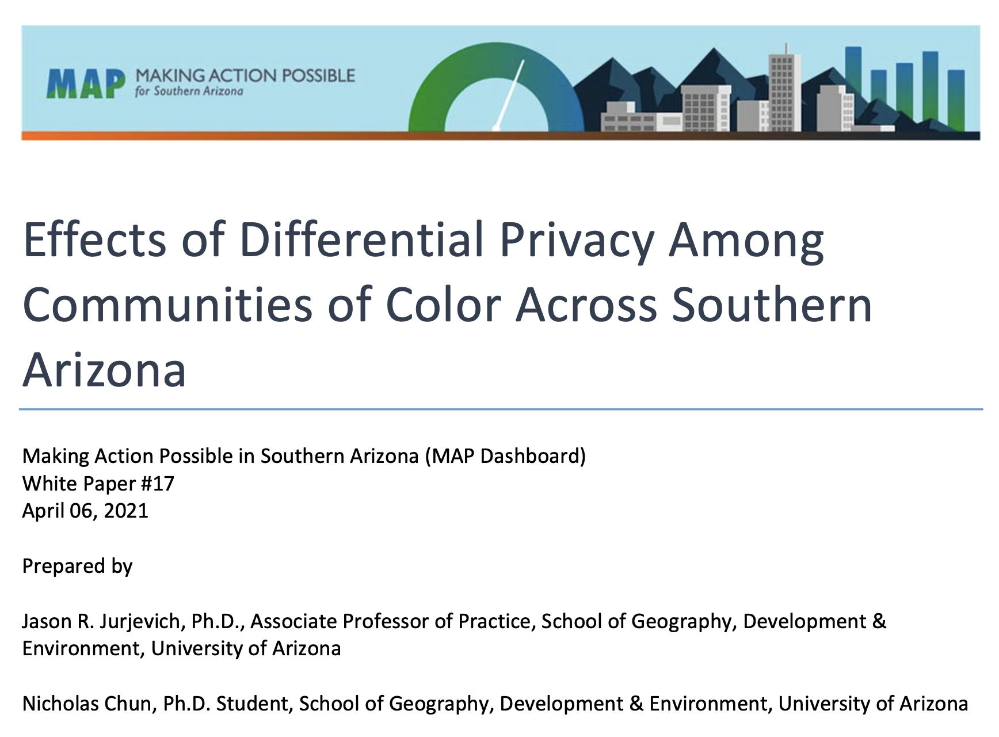 MAP MAKING ACTION POSSIBLE
for Southern Arizona
Effects of Differential Privacy Among
Communities of Color Across Southern
Arizona
Making Action Possible in Southern Arizona (MAP Dashboard)
White Paper #17
April 06, 2021
Prepared by
Jason R. Jurjevich, Ph.D., Associate Professor of Practice, School of Geography, Development &
Environment, University of Arizona
Nicholas Chun, Ph.D. Student, School of Geography, Development & Environment, University of Arizona